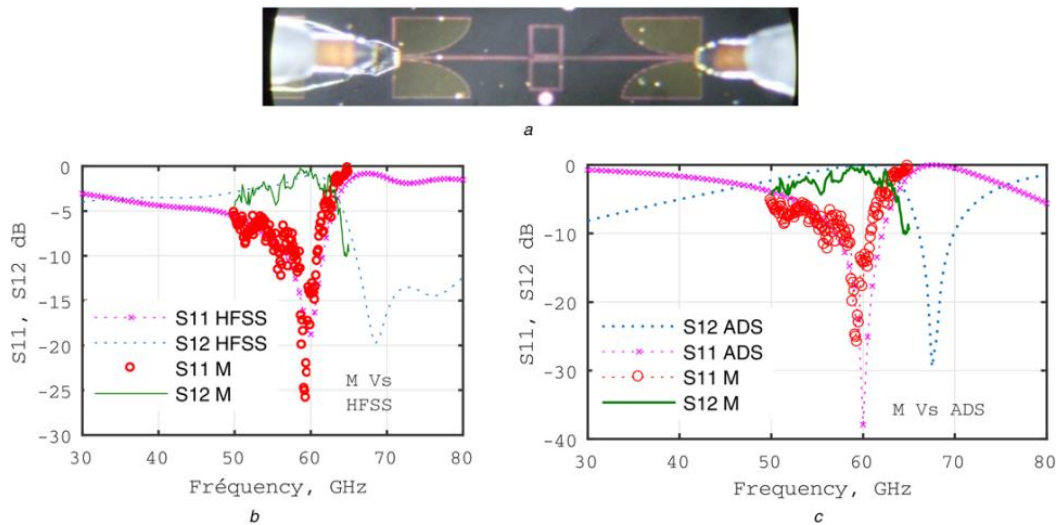 a
0
-5
-10
-15
-20
-25
-30
30
40
50
60
70
80
S11, S12 dB
Fréquency, GHz
S11 HFSS
S12 HFSS
S11 M
S12 M
M Vs
HFSS
b
0
-10
-20
-30
-40
30
40
50
60
70
80
S11, S12 dB
Frequency, GHz
S12 ADS
S11 ADS
S11 M
S12 M
M Vs ADS
c